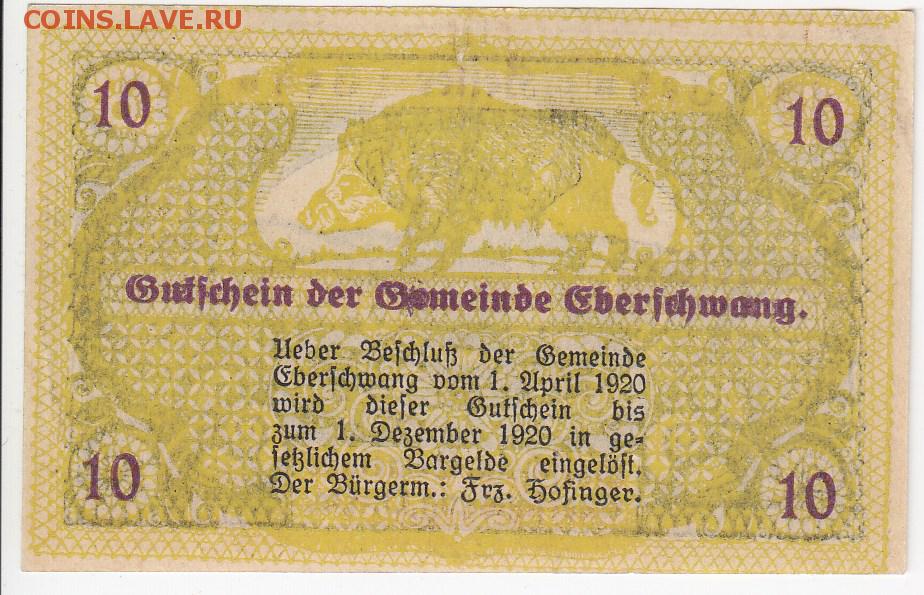 COINS.LAVE.RU
10
10
Gutschein der Gemeinde Eberschwang.
Ueber Beschluß der Gemeinde
Eberschwang vom 1. April 1920
wird dieser Gutschein bis
zum 1. Dezember 1920 in ge⸗
setzlichem Bargelde eingelöst.
Der Bürgerm.: Frz. Hofinger.
10
10